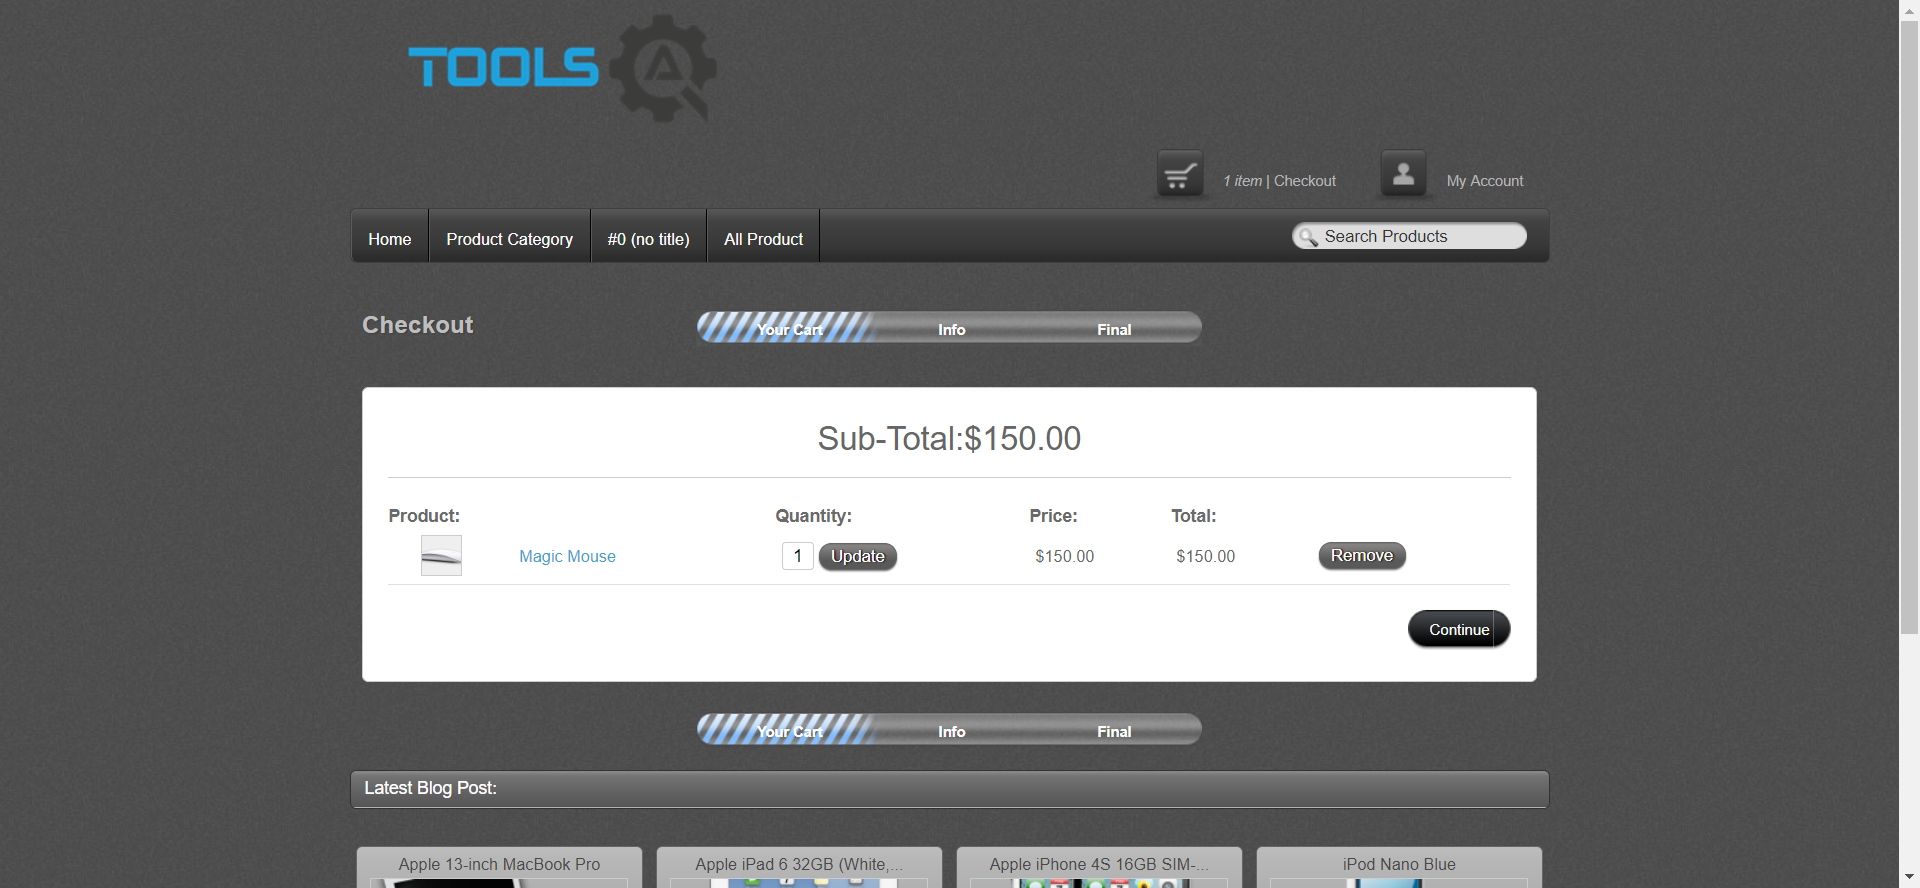 TOOLS QA
1 item | Checkout
My Account
Home
Product Category
#0 (no title)
All Product
Search Products
Checkout
Your Cart
Info
Final
Sub-Total:$150.00
Product:
Quantity:
Price:
Total:
Magic Mouse
1
Update
$150.00
$150.00
Remove
Continue
Your Cart
Info
Final
Latest Blog Post:
Apple 13-inch MacBook Pro
Apple iPad 6 32GB (White,...
Apple iPhone 4S 16GB SIM-...
iPod Nano Blue